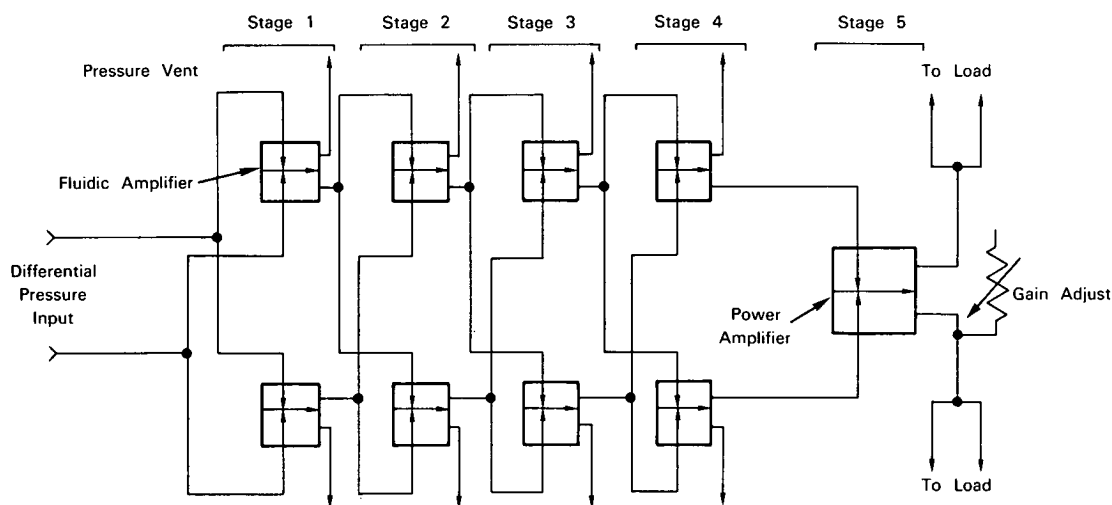 Stage 1
Stage 2
Stage 3
Stage 4
Stage 5
Pressure Vent
To Load
Fluidic Amplifier
Differential
Pressure
Input
Power
Amplifier
Gain Adjust
To Load